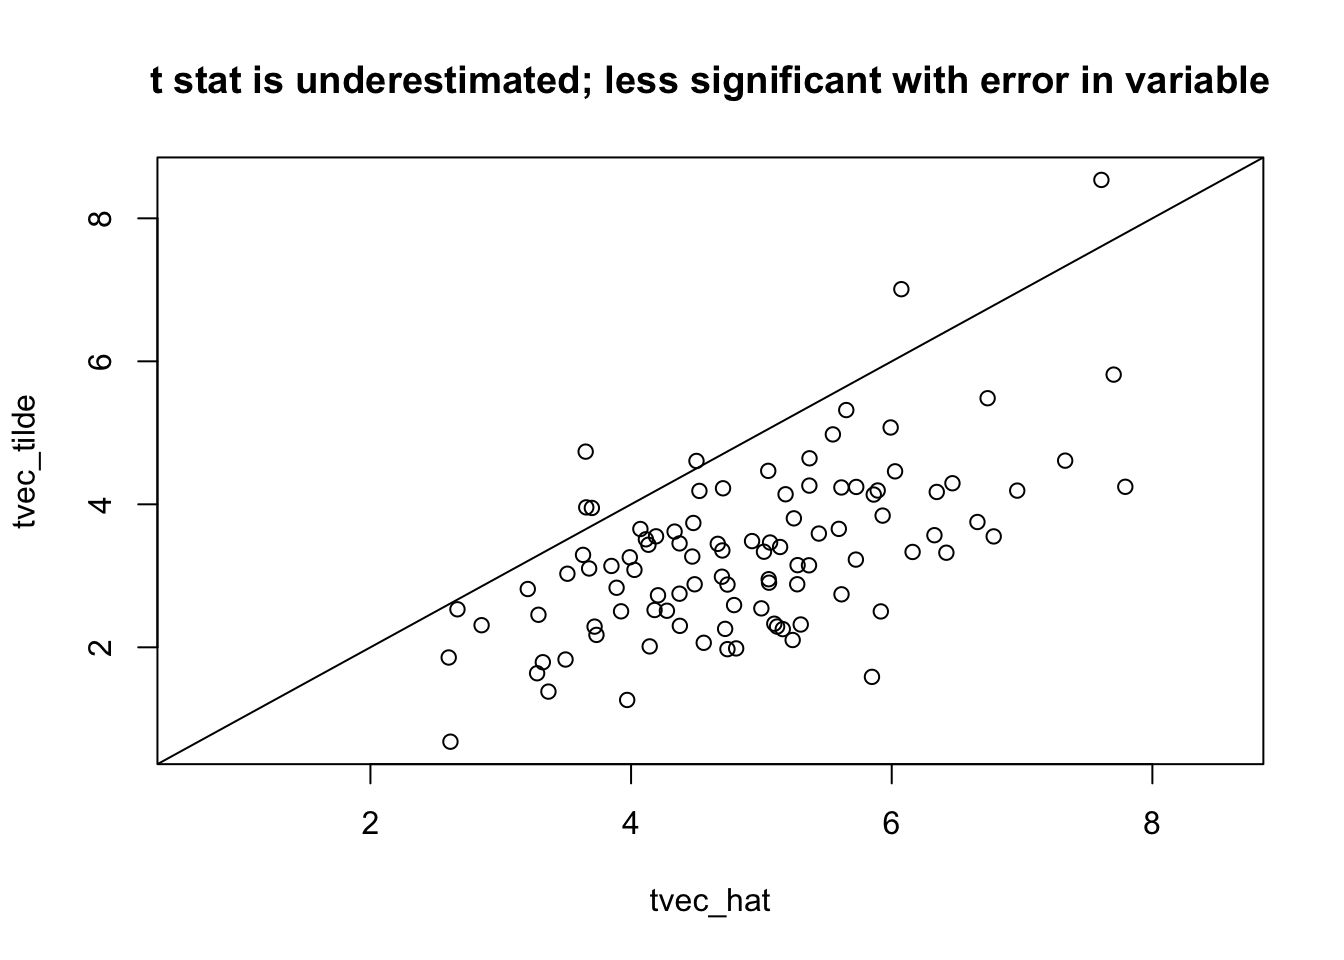 t stat is underestimated; less significant with error in variable
8
6
4
2
tvec_tilde
2 4 6 8
tvec_hat